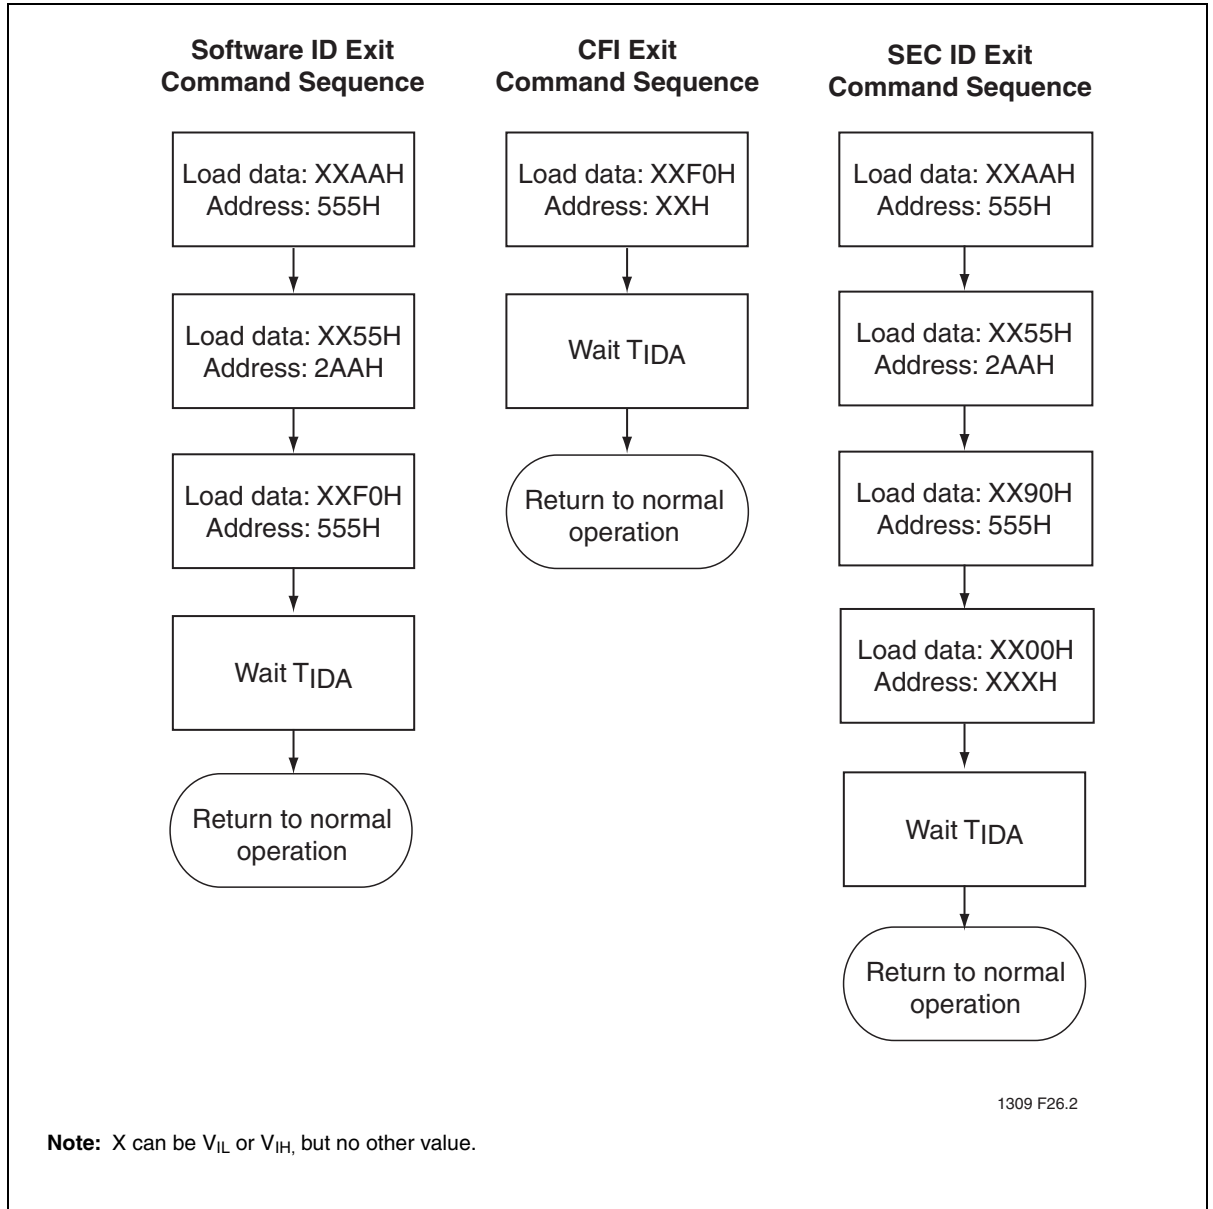 Software ID Exit
Command Sequence
Load data: XXAAH
Address: 555H
Load data: XX55H
Address: 2AAH
Load data: XXF0H
Address: 555H
Wait TIDA
Return to normal
operation
CFI Exit
Command Sequence
Load data: XXF0H
Address: XXH
Wait TIDA
Return to normal
operation
SEC ID Exit
Command Sequence
Load data: XXAAH
Address: 555H
Load data: XX55H
Address: 2AAH
Load data: XX90H
Address: 555H
Load data: XX00H
Address: XXXH
Wait TIDA
Return to normal
operation
1309 F26.2
Note: X can be VIL or VIH, but no other value.